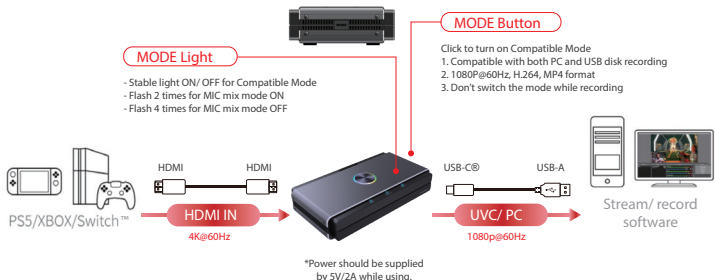 MODE Button
Click to turn on Compatible Mode
1. Compatible with both PC and USB disk recording
2. 1080P@60Hz, H.264, MP4 format
3. Don't switch the mode while recording
MODE Light
- Stable light ON/ OFF for Compatible Mode
- Flash 2 times for MIC mix mode ON
- Flash 4 times for MIC mix mode OFF
HDMI HDMI
USB-C® USB-A
PS5/XBOX/Switch™
HDMI IN
4K@60Hz
UVC/ PC
1080p@60Hz
Stream/ record
software
*Power should be supplied
by 5V/2A while using.